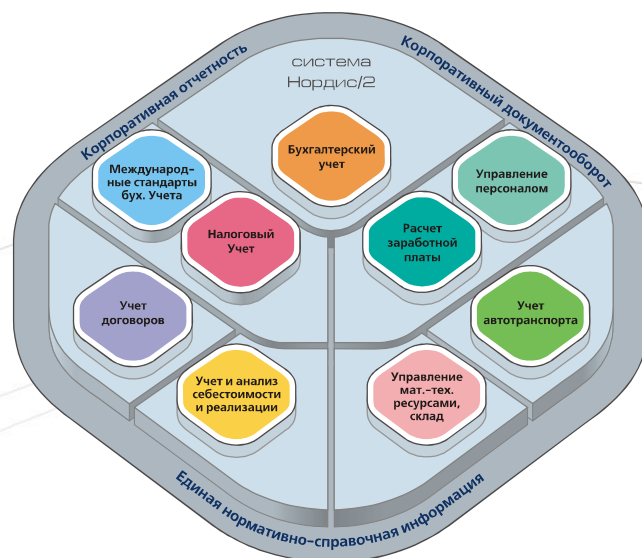 Корпоративная отчетность
Корпоративный документооборот
система
Нордис/2
Бухгалтерский
учет
Международ-
ные стандарты
бух. Учета
Управление
персоналом
Налоговый
Учет
Расчет
заработной
платы
Учет
договоров
Учет
автотранспорта
Учет и анализ
себестоимости
и реализации
Управление
мат.-тех.
ресурсами,
склад
Единая нормативно-справочная информация